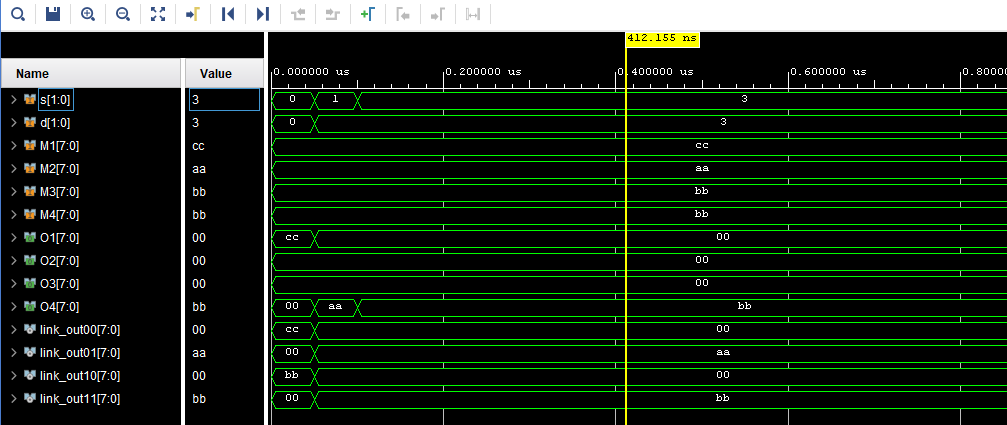 412.155 ns
Name Value 0.000000 us 0.200000 us 0.400000 us 0.600000 us 0.80000
s[1:0] 3 0 1 3
d[1:0] 3 0 3
M1[7:0] cc cc
M2[7:0] aa aa
M3[7:0] bb bb
M4[7:0] bb bb
O1[7:0] 00 cc 00
O2[7:0] 00 00
O3[7:0] 00 00
O4[7:0] bb 00 aa bb
link_out00[7:0] 00 cc 00
link_out01[7:0] aa 00 aa
link_out10[7:0] 00 bb 00
link_out11[7:0] bb 00 bb